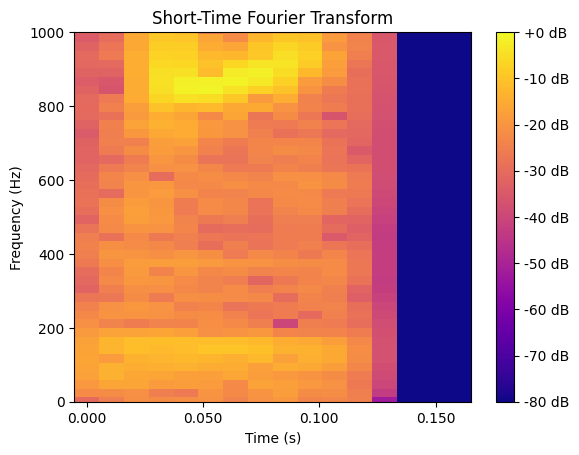 Short-Time Fourier Transform
1000
800
600
400
200
0
Frequency (Hz)
0.000
0.050
0.100
0.150
Time (s)
+0 dB
-10 dB
-20 dB
-30 dB
-40 dB
-50 dB
-60 dB
-70 dB
-80 dB